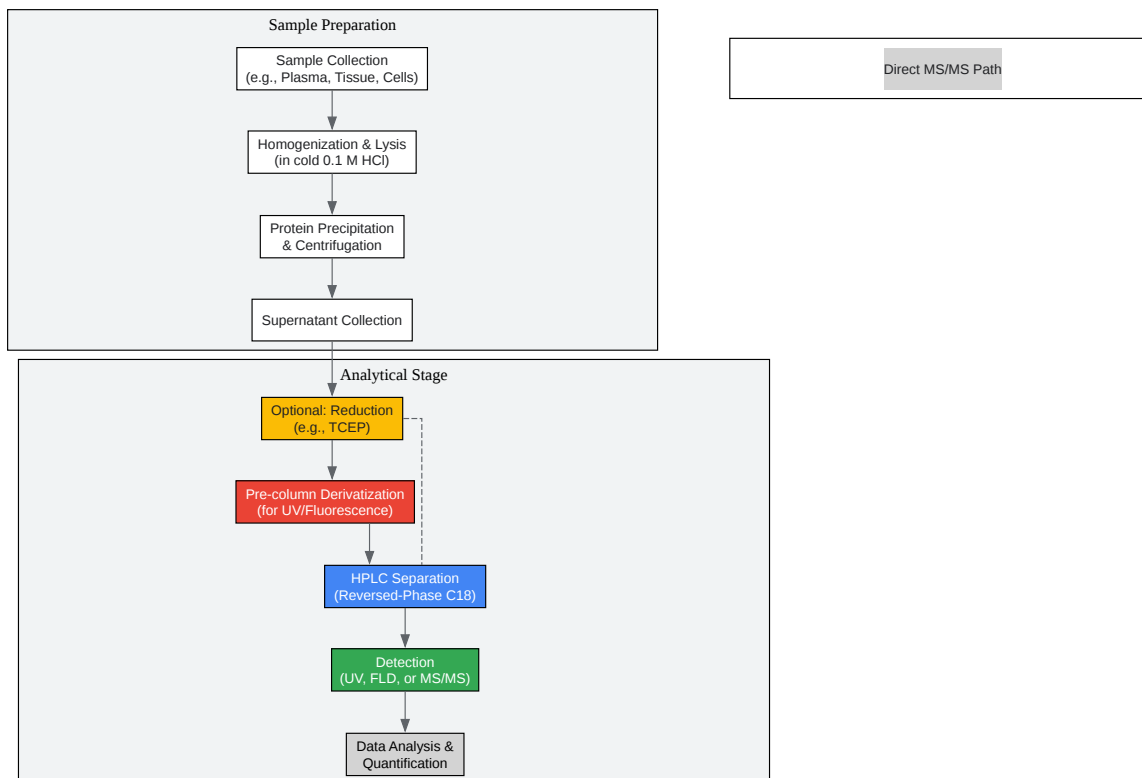 Sample Preparation
Sample Collection
(e.g., Plasma, Tissue, Cells)
Direct MS/MS Path
Homogenization & Lysis
(in cold 0.1 M HCl)
Protein Precipitation
& Centrifugation
Supernatant Collection
Analytical Stage
Optional: Reduction
(e.g., TCEP)
Pre-column Derivatization
(for UV/Fluorescence)
HPLC Separation
(Reversed-Phase C18)
Detection
(UV, FLD, or MS/MS)
Data Analysis &
Quantification